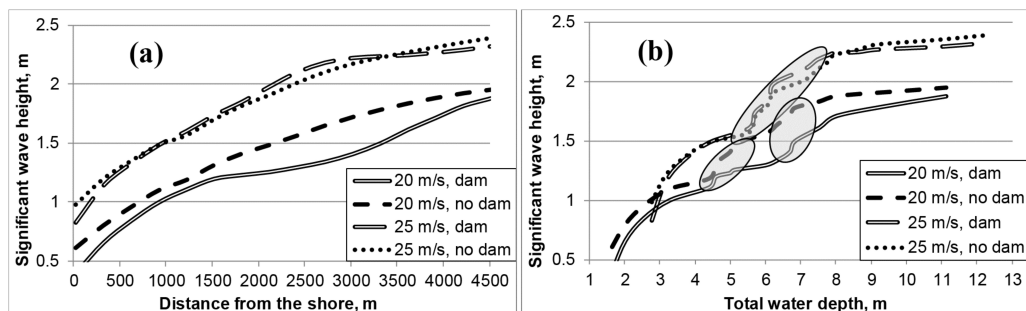 Significant wave height, m
2.5
2
1.5
1
0.5
(a)
20 m/s, dam
20 m/s, no dam
25 m/s, dam
25 m/s, no dam
0 500 1000 1500 2000 2500 3000 3500 4000 4500
Distance from the shore, m
Significant wave height, m
2.5
2
1.5
1
0.5
(b)
20 m/s, dam
20 m/s, no dam
25 m/s, dam
25 m/s, no dam
1 2 3 4 5 6 7 8 9 10 11 12 13
Total water depth, m